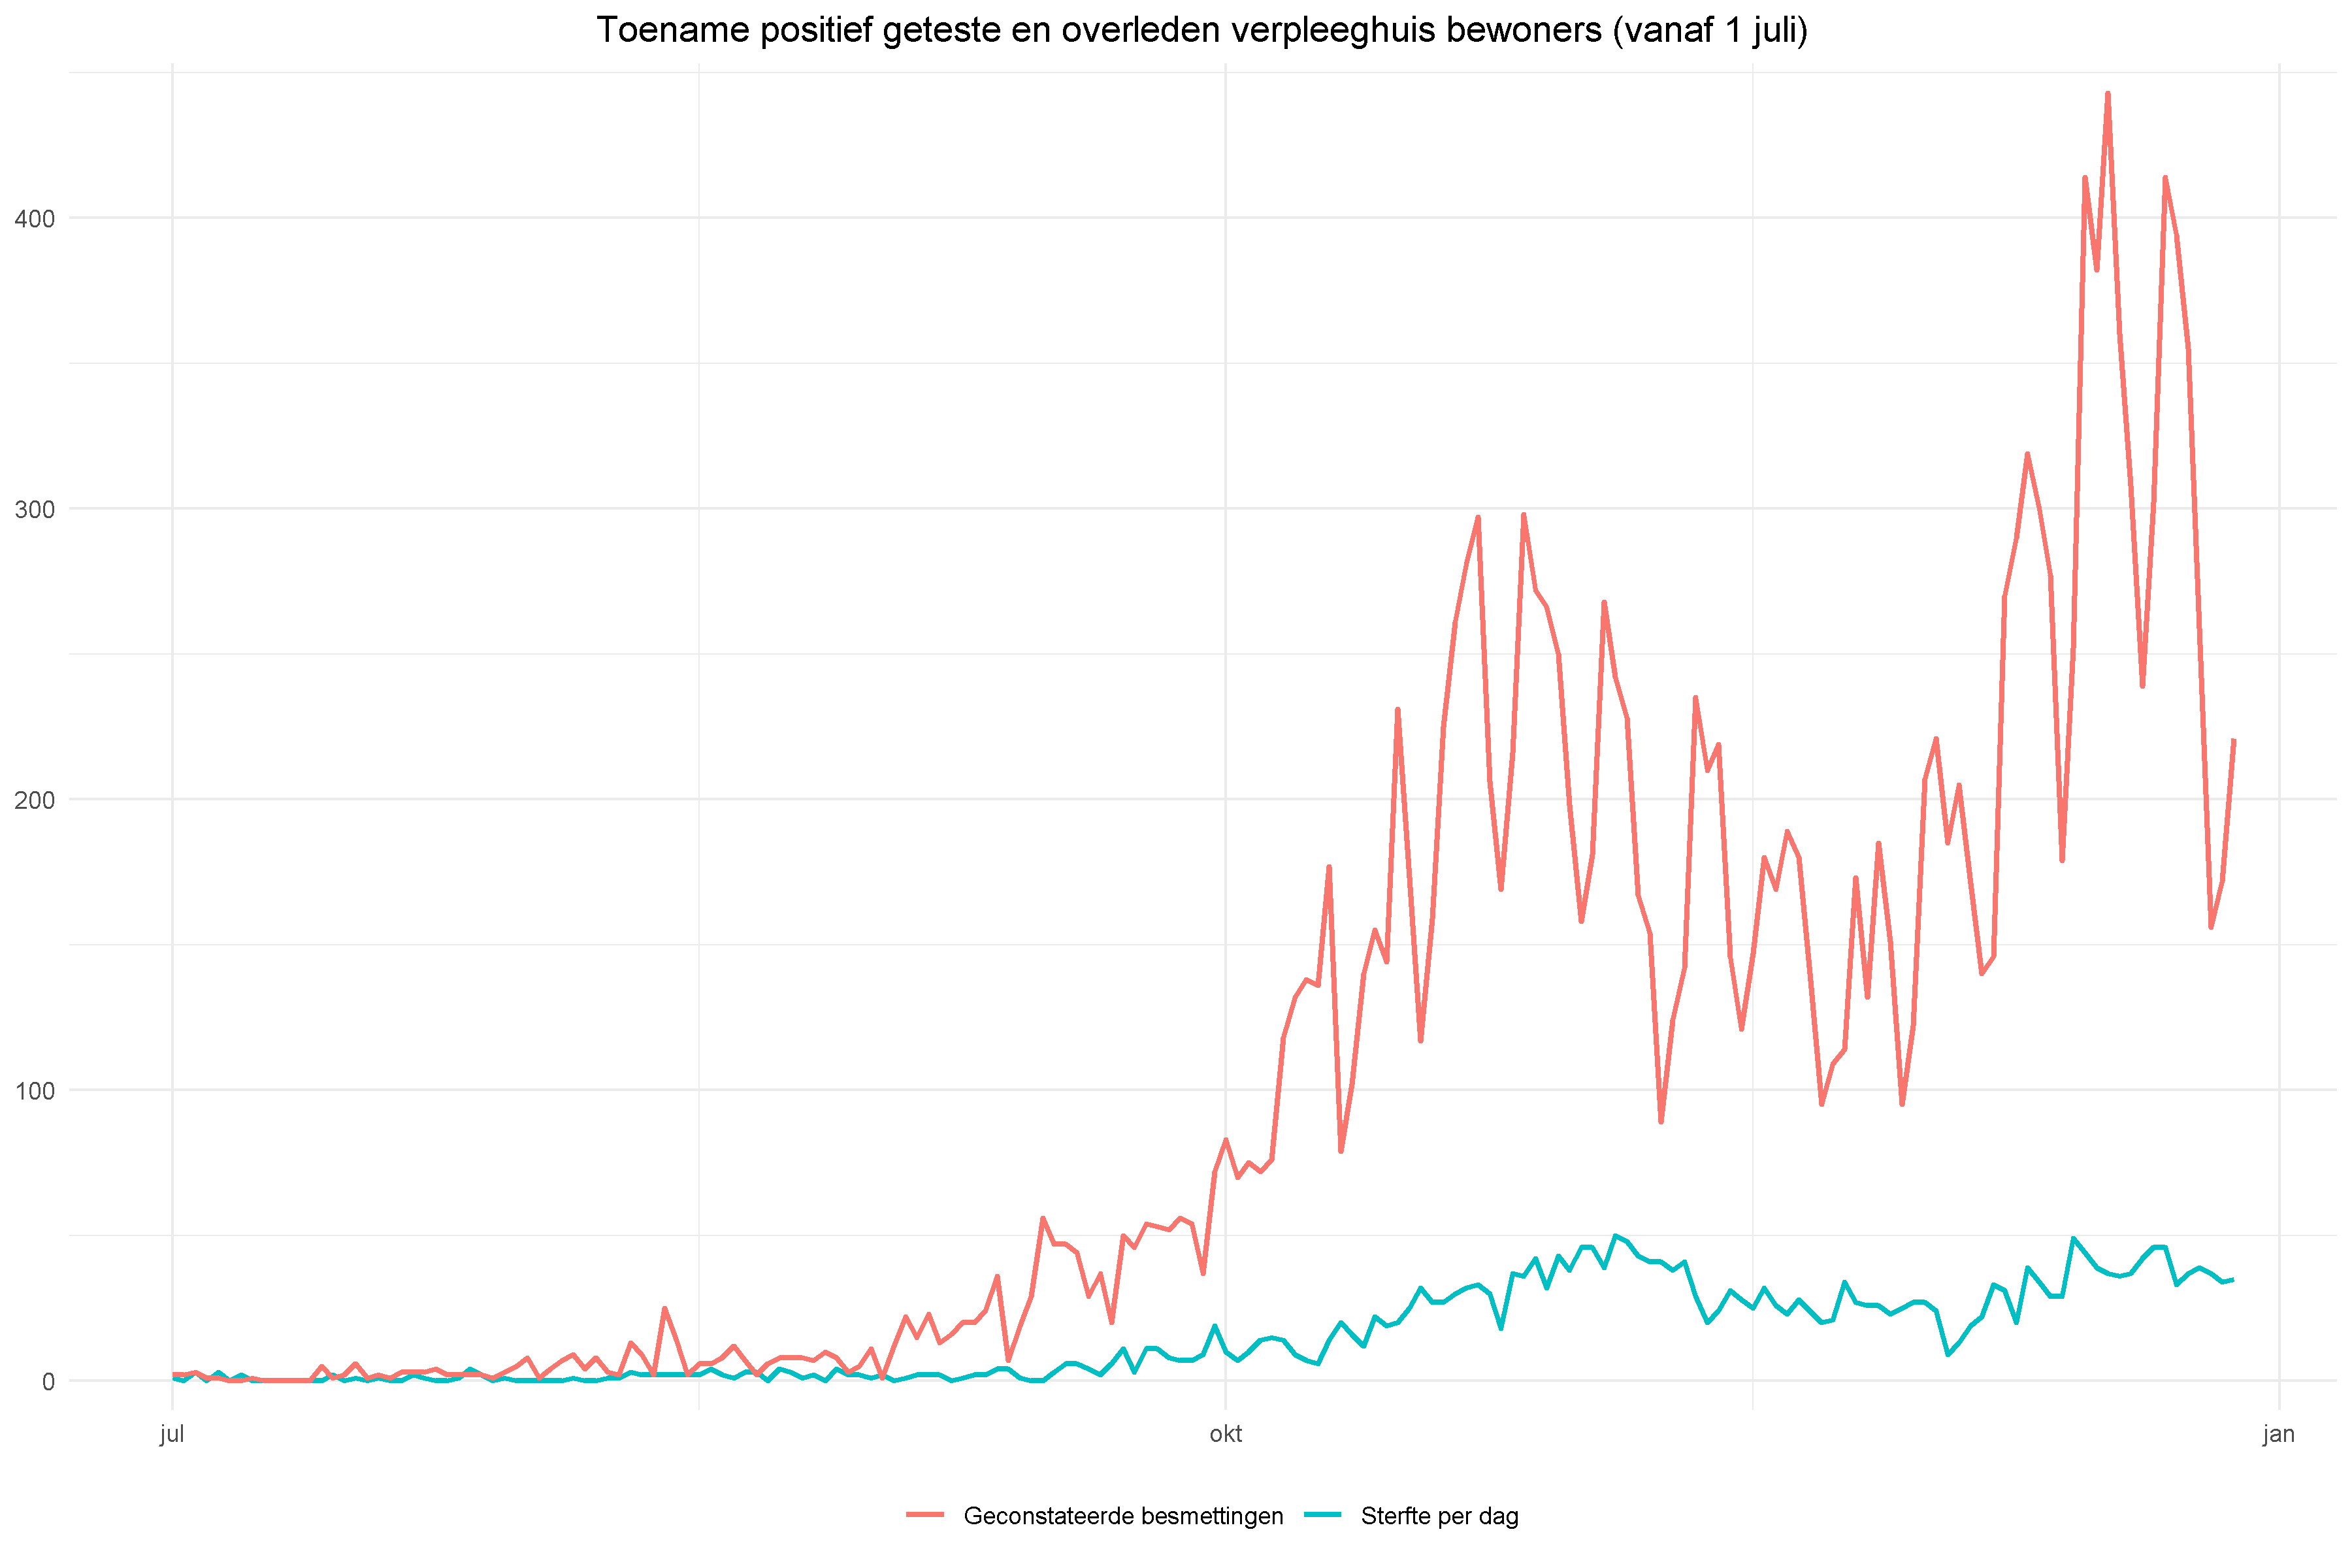 Toename positief geteste en overleden verpleeghuis bewoners (vanaf 1 juli)
400
300
200
100
0
jul okt jan
Geconstateerde besmettingen Sterfte per dag